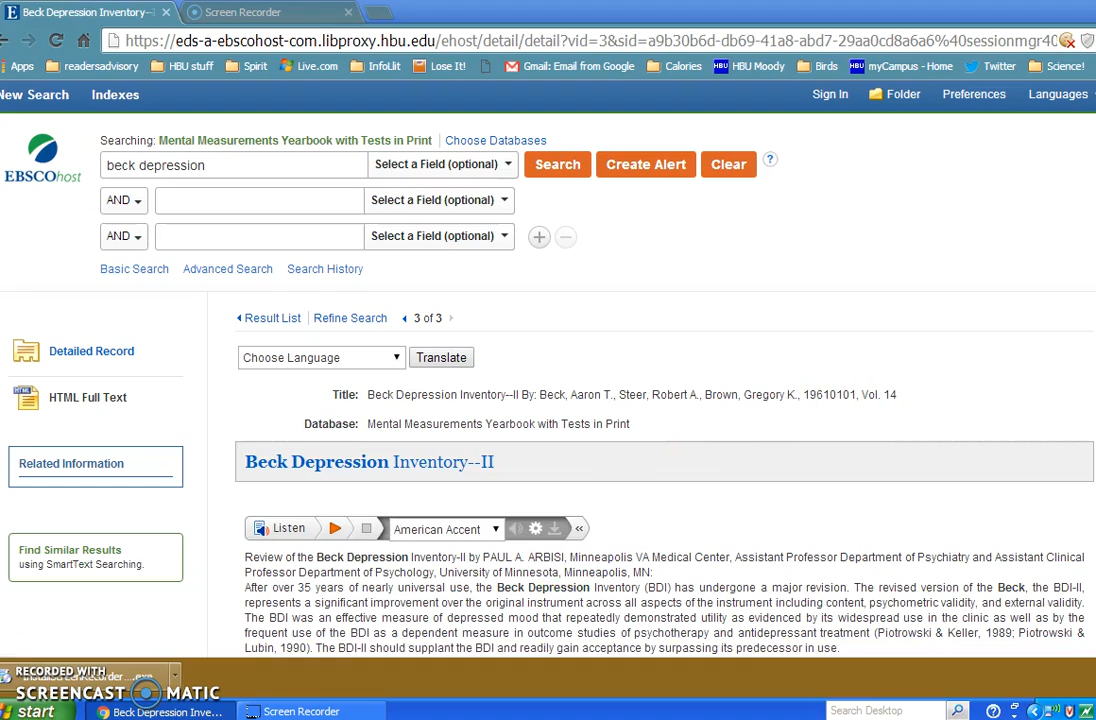 Beck Depression Inventory--
Screen Recorder
https://eds-a-ebscohost-com.libproxy.hbu.edu/ehost/detail/detail?vid=3&sid=a9b30b6d-db69-41a8-abd7-29aa0cd8a6a6%40sessionmgr40
Apps readersadvisory HBU stuff Spirit Live.com InfoLit Lose It! Gmail: Email from Google Calories HBU HBU Moody Birds HBU myCampus - Home Twitter Science!
New Search Indexes Sign In Folder Preferences Languages
Searching: Mental Measurements Yearbook with Tests in Print Choose Databases
EBSCOhost
beck depression Select a Field (optional) Search Create Alert Clear ?
AND Select a Field (optional)
AND Select a Field (optional)
Basic Search Advanced Search Search History
Result List Refine Search 3 of 3
Detailed Record
HTML Full Text
Related Information
Find Similar Results
using SmartText Searching.
Choose Language Translate
Title: Beck Depression Inventory--II By: Beck, Aaron T., Steer, Robert A., Brown, Gregory K., 19610101, Vol. 14
Database: Mental Measurements Yearbook with Tests in Print
Beck Depression Inventory--II
Listen American Accent «
Review of the Beck Depression Inventory-II by PAUL A. ARBISI, Minneapolis VA Medical Center, Assistant Professor Department of Psychiatry and Assistant Clinical
Professor Department of Psychology, University of Minnesota, Minneapolis, MN:
After over 35 years of nearly universal use, the Beck Depression Inventory (BDI) has undergone a major revision. The revised version of the Beck, the BDI-II,
represents a significant improvement over the original instrument across all aspects of the instrument including content, psychometric validity, and external validity.
The BDI was an effective measure of depressed mood that repeatedly demonstrated utility as evidenced by its widespread use in the clinic as well as by the
frequent use of the BDI as a dependent measure in outcome studies of psychotherapy and antidepressant treatment (Piotrowski & Keller, 1989; Piotrowski &
Lubin, 1990). The BDI-II should supplant the BDI and readily gain acceptance by surpassing its predecessor in use.
RECORDED WITH
SCREENCAST MATIC
start Beck Depression Inve... Screen Recorder Search Desktop